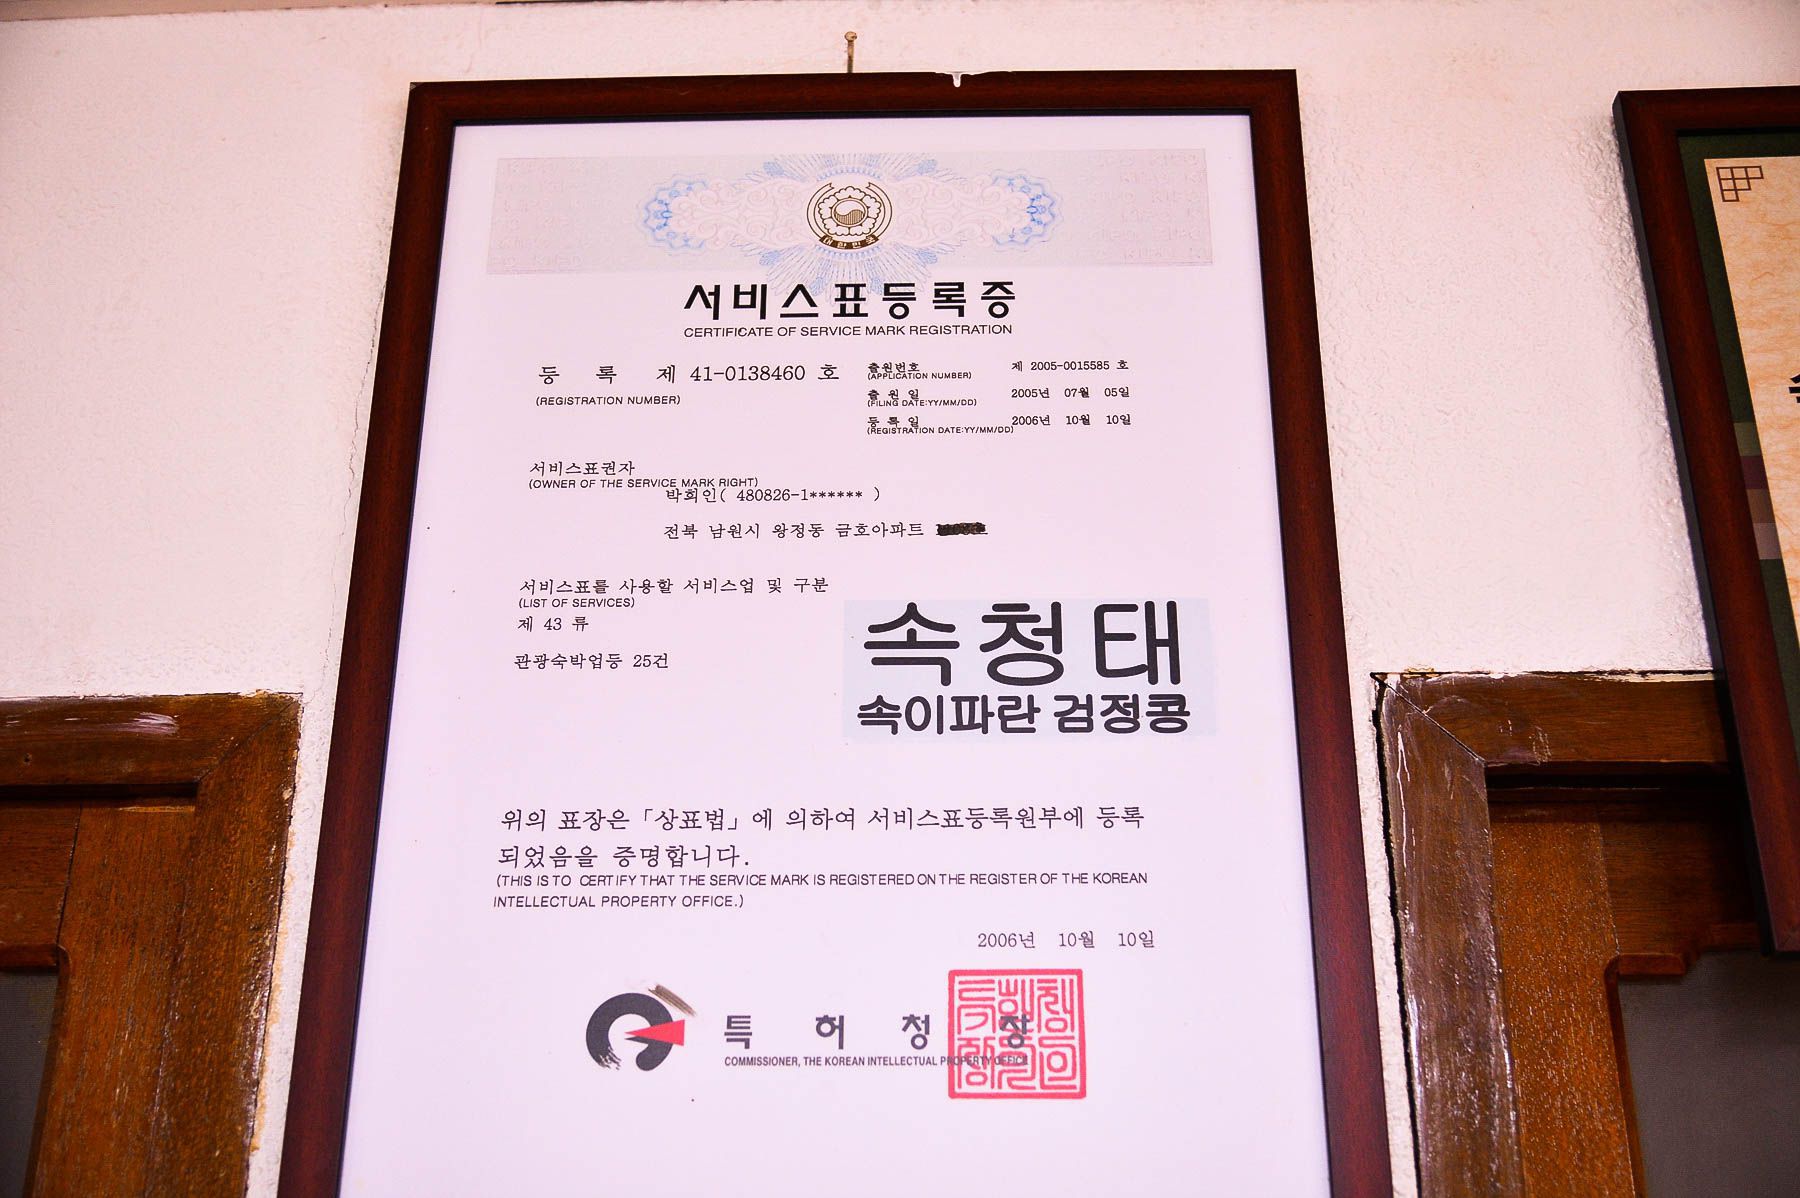 대한민국
서비스표등록증
CERTIFICATE OF SERVICE MARK REGISTRATION
등 록 제 41-0138460 호
(REGISTRATION NUMBER)
출원번호 제 2005-0015585 호
(APPLICATION NUMBER)
출 원 일 2005년 07월 05일
(FILING DATE:YY/MM/DD)
등 록 일 2006년 10월 10일
(REGISTRATION DATE:YY/MM/DD)
서비스표권자
(OWNER OF THE SERVICE MARK RIGHT)
박희인( 480826-1****** )
전북 남원시 왕정동 금호아파트
서비스표를 사용할 서비스업 및 구분
(LIST OF SERVICES)
제 43 류
관광숙박업등 25건
속청태
속이파란 검정콩
위의 표장은「상표법」에 의하여 서비스표등록원부에 등록
되었음을 증명합니다.
(THIS IS TO CERTIFY THAT THE SERVICE MARK IS REGISTERED ON THE REGISTER OF THE KOREAN
INTELLECTUAL PROPERTY OFFICE.)
2006년 10월 10일
특 허 청 장
COMMISSIONER, THE KOREAN INTELLECTUAL PROPERTY OFFICE